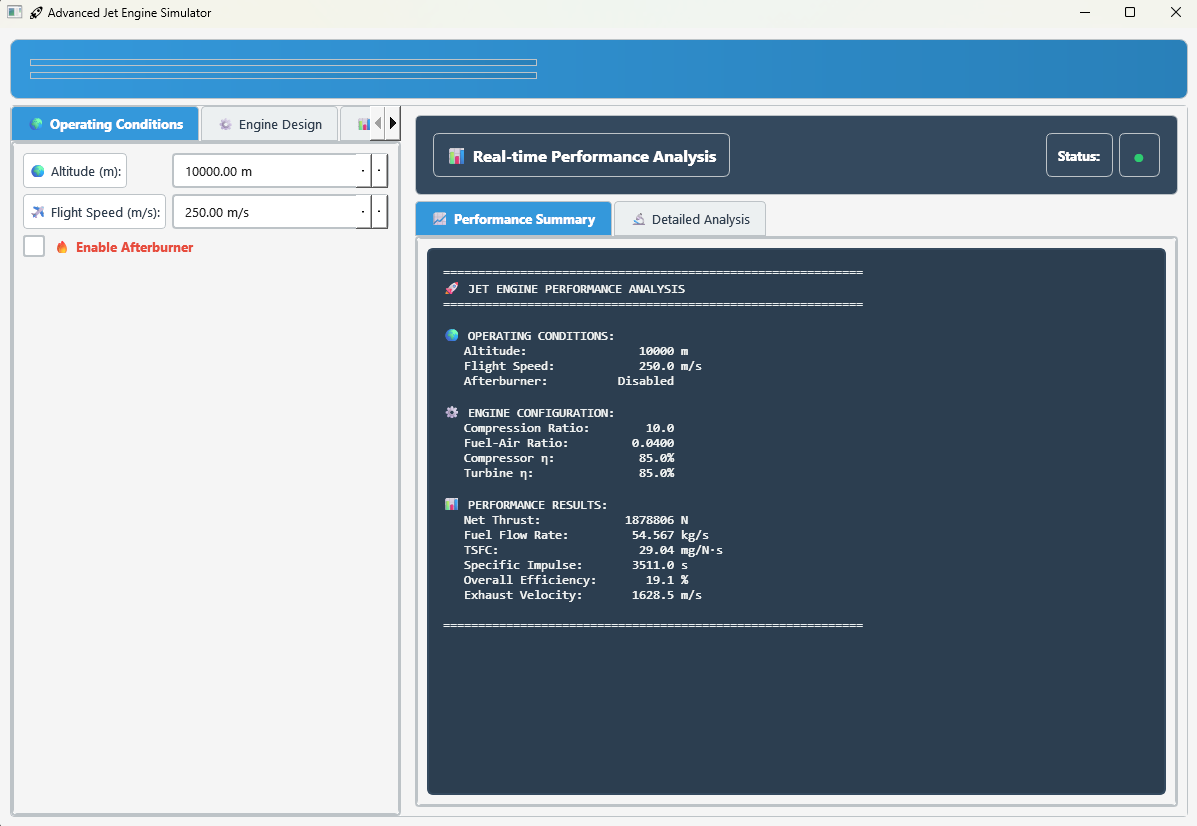 Advanced Jet Engine Simulator
Operating Conditions
Engine Design
Altitude (m):
10000.00 m
Flight Speed (m/s):
250.00 m/s
Enable Afterburner
Real-time Performance Analysis
Status:
Performance Summary
Detailed Analysis
============================================================
JET ENGINE PERFORMANCE ANALYSIS
============================================================
OPERATING CONDITIONS:
Altitude: 10000 m
Flight Speed: 250.0 m/s
Afterburner: Disabled
ENGINE CONFIGURATION:
Compression Ratio: 10.0
Fuel-Air Ratio: 0.0400
Compressor η: 85.0%
Turbine η: 85.0%
PERFORMANCE RESULTS:
Net Thrust: 1878806 N
Fuel Flow Rate: 54.567 kg/s
TSFC: 29.04 mg/N·s
Specific Impulse: 3511.0 s
Overall Efficiency: 19.1 %
Exhaust Velocity: 1628.5 m/s
============================================================